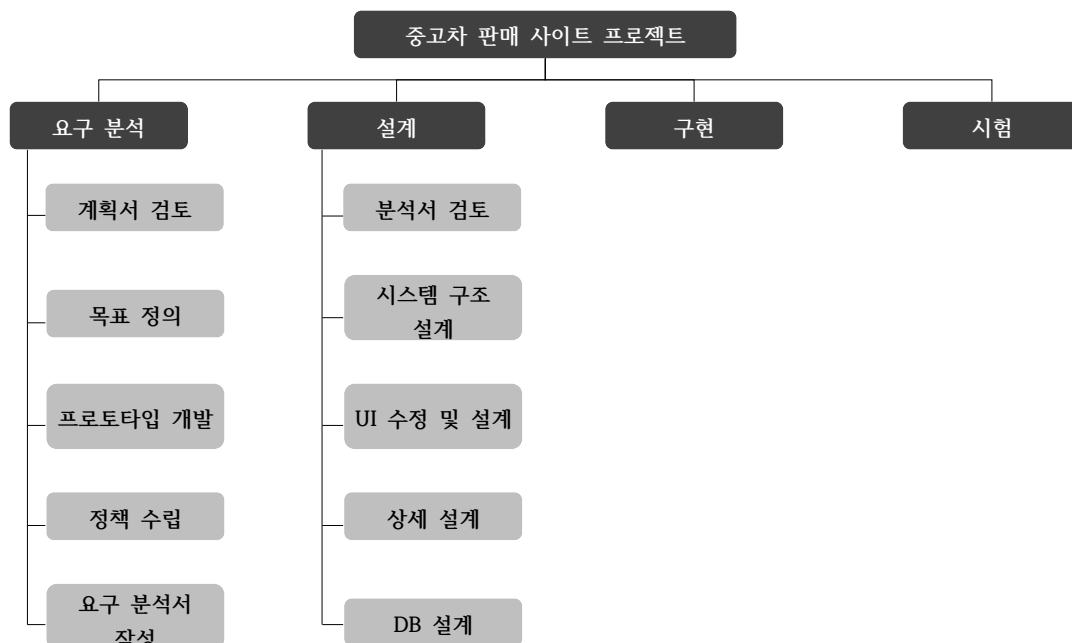 중고차 판매 사이트 프로젝트
요구 분석
설계
구현
시험
계획서 검토
목표 정의
프로토타입 개발
정책 수립
요구 분석서
작성
분석서 검토
시스템 구조
설계
UI 수정 및 설계
상세 설계
DB 설계